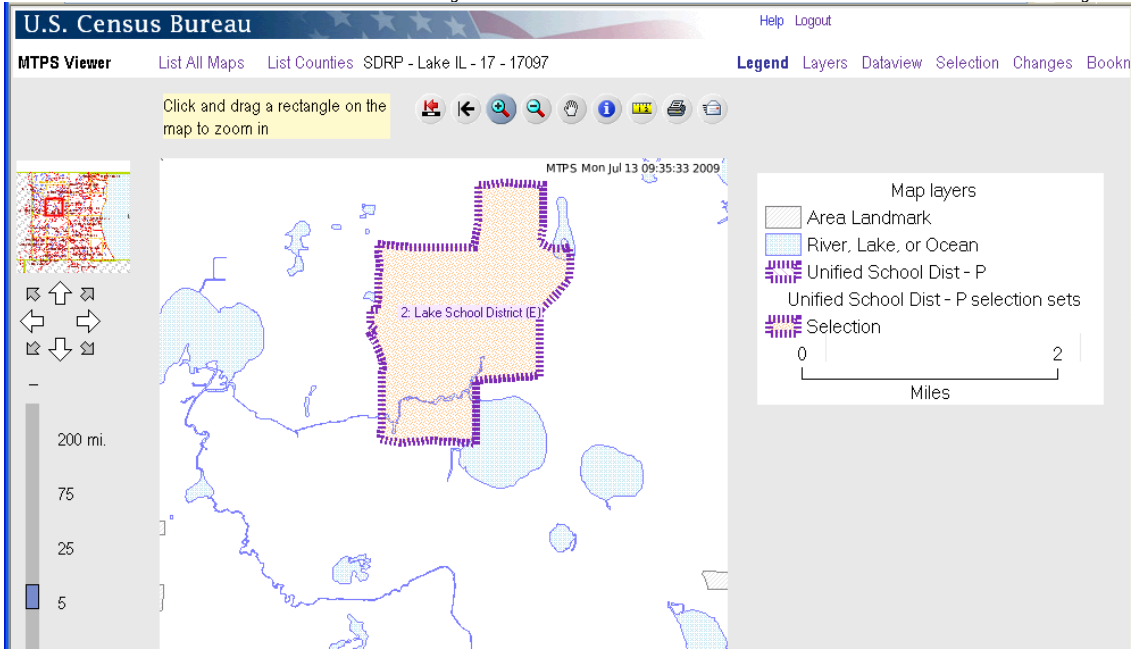 U.S. Census Bureau
Help Logout
MTPS Viewer List All Maps List Counties SDRP - Lake IL - 17 - 17097 Legend Layers Dataview Selection Changes Bookn
Click and drag a rectangle on the
map to zoom in
MTPS Mon Jul 13 09:35:33 2009
2: Lake School District (E)
Map layers
Area Landmark
River, Lake, or Ocean
Unified School Dist - P
Unified School Dist - P selection sets
Selection
0 2
Miles
200 mi.
75
25
5